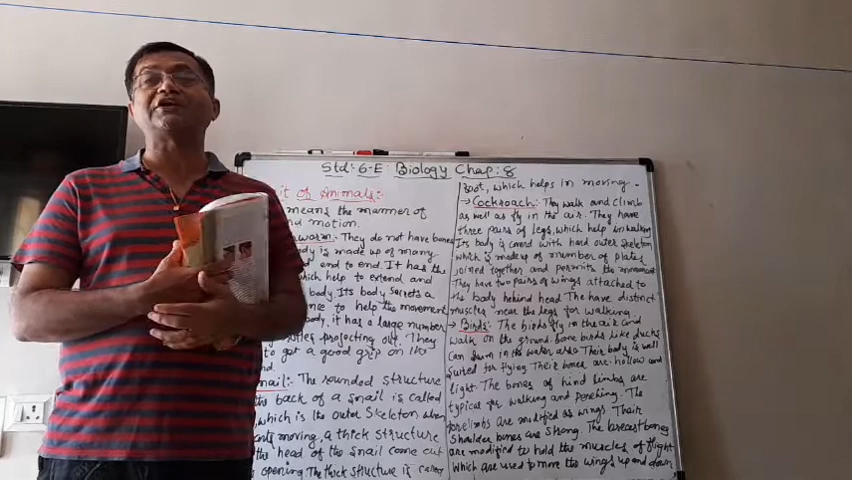 Std:- 6-E Biology Chap:- 8
it of Animals:-
means the manner of
motion.
worm:- They do not have bones
body is made up of many
end to end. It has the
which help to extend and
body. Its body secrets a
to help the movement
body, it has a large number
projecting out. They
to get a good grip on the
snail:- The rounded structure
the back of a snail is called
which is the outer skeleton when
moving, a thick structure
the head of the snail come out
opening. The thick structure is called
foot, which helps in moving.
→ Cockroach:- They walk and climb
as well as fly in the air. They have
three pairs of legs, which help in walking
Its body is coverd with hard outer skeleton
which is made up of number of plates
joined together and permits the movement
They have two pairs of wings attached to
the body behind head. The have distinct
muscles near the legs for walking.
→ Birds:- The birds fly in the air and
walk on the ground. Some birds like ducks
can swim in the water also. Their body is well
suited for flying. Their bones are hollow and
light. The bones of hind limbs are
typical for walking and perching. The
forelimbs are modified as wings. Their
Shoulder bones are strong. The breast bones
are modified to hold the muscles of flight
which are used to move the wings up and down.